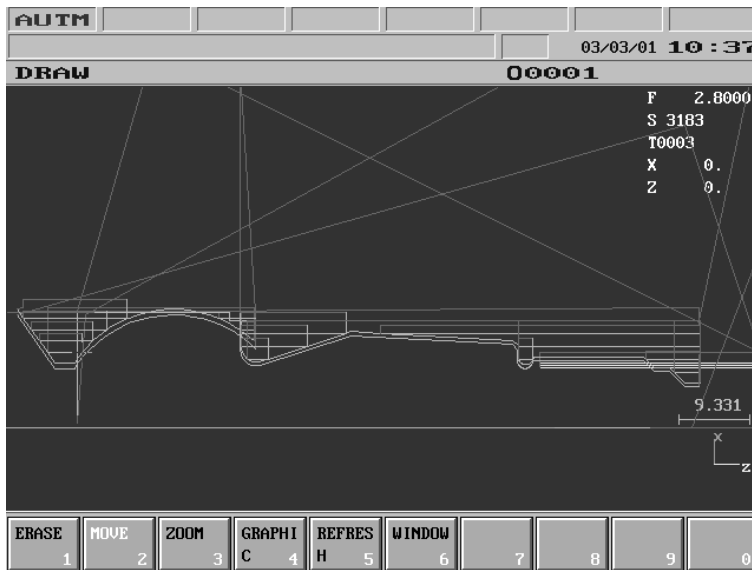 AUTM
03/03/01 10:37
DRAW O0001
F 2.8000
S 3183
T0003
X 0.
Z 0.
9.331
X
Z
ERASE 1
MOVE 2
ZOOM 3
GRAPHI
C 4
REFRES
H 5
WINDOW 6
7
8
9
0